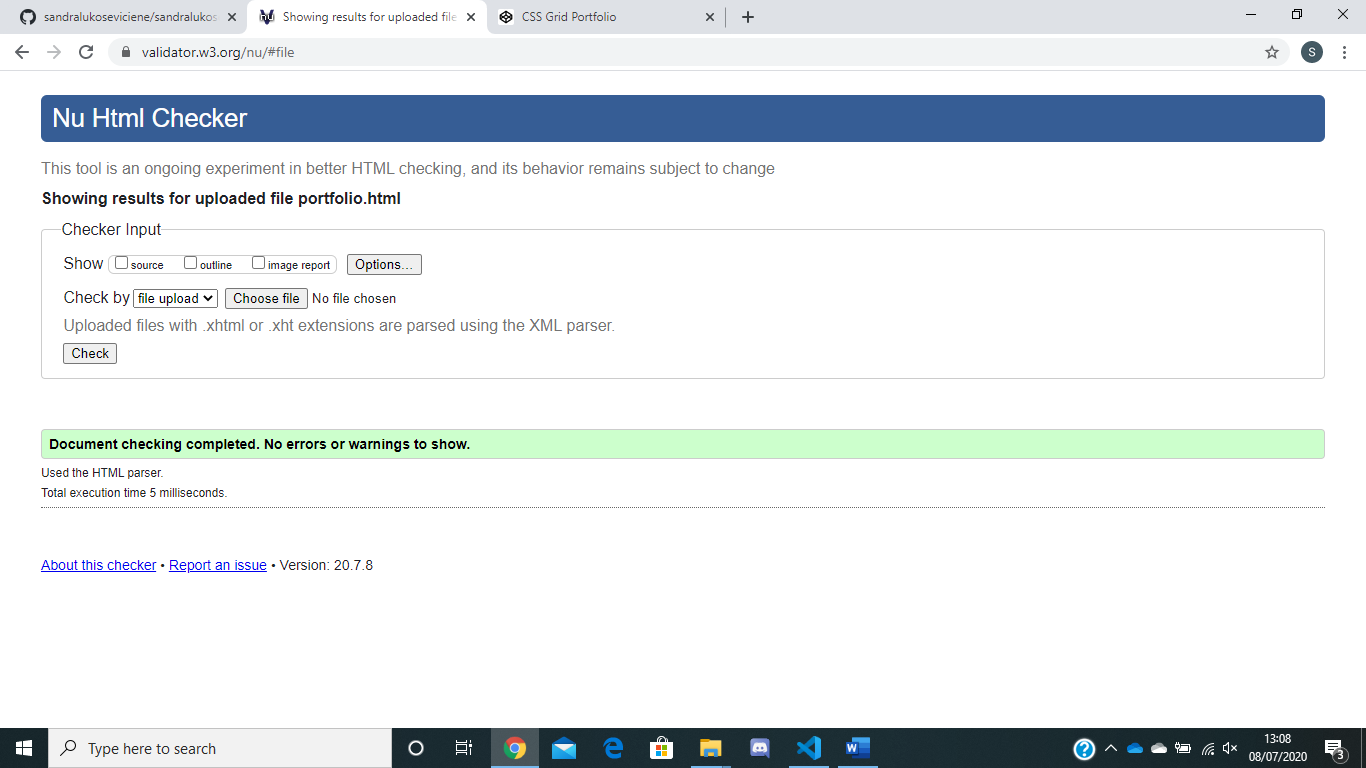 sandralukoseviciene/sandralukos
Showing results for uploaded file
CSS Grid Portfolio
validator.w3.org/nu/#file
S
Nu Html Checker
This tool is an ongoing experiment in better HTML checking, and its behavior remains subject to change
Showing results for uploaded file portfolio.html
Checker Input
Show source outline image report Options...
Check by file upload Choose file No file chosen
Uploaded files with .xhtml or .xht extensions are parsed using the XML parser.
Check
Document checking completed. No errors or warnings to show.
Used the HTML parser.
Total execution time 5 milliseconds.
About this checker • Report an issue • Version: 20.7.8
Type here to search
13:08
08/07/2020
3